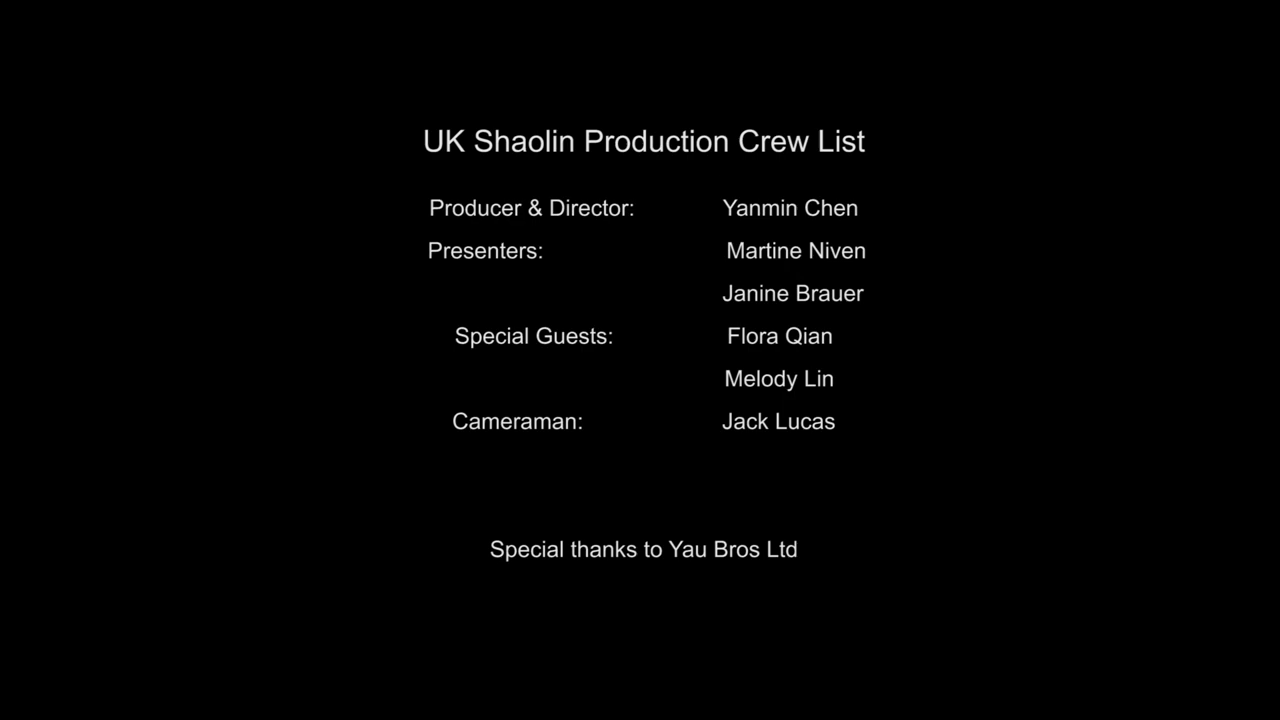 UK Shaolin Production Crew List
Producer & Director: Yanmin Chen
Presenters: Martine Niven
Janine Brauer
Special Guests: Flora Qian
Melody Lin
Cameraman: Jack Lucas
Special thanks to Yau Bros Ltd